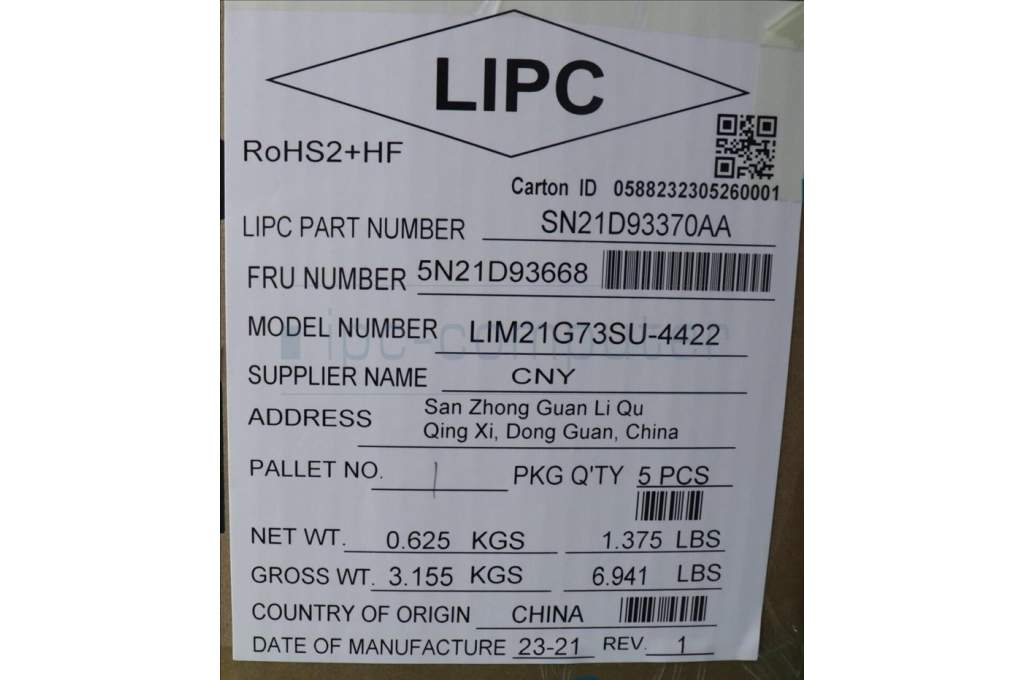 LIPC
RoHS2+HF
Carton ID 0588232305260001
LIPC PART NUMBER SN21D93370AA
FRU NUMBER 5N21D93668
MODEL NUMBER LIM21G73SU-4422
ipc-computer
SUPPLIER NAME CNY
ADDRESS San Zhong Guan Li Qu
Qing Xi, Dong Guan, China
PALLET NO. 1 PKG Q'TY 5 PCS
NET WT. 0.625 KGS 1.375 LBS
GROSS WT. 3.155 KGS 6.941 LBS
COUNTRY OF ORIGIN CHINA
DATE OF MANUFACTURE 23-21 REV. 1